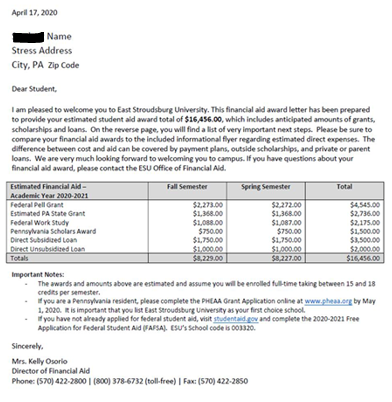 April 17, 2020
Name
Stress Address
City, PA Zip Code
Dear Student,
I am pleased to welcome you to East Stroudsburg University. This financial aid award letter has been prepared
to provide your estimated student aid award total of $16,456.00, which includes anticipated amounts of grants,
scholarships and loans. On the reverse page, you will find a list of very important next steps. Please be sure to
compare your financial aid awards to the included informational flyer regarding estimated direct expenses. The
difference between cost and aid can be covered by payment plans, outside scholarships, and private or parent
loans. We are very much looking forward to welcoming you to campus. If you have questions about your
financial aid award, please contact the ESU Office of Financial Aid.
Estimated Financial Aid – Fall Semester Spring Semester Total
Academic Year 2020-2021
Federal Pell Grant $2,273.00 $2,272.00 $4,545.00
Estimated PA State Grant $1,368.00 $1,368.00 $2,736.00
Federal Work Study $1,088.00 $1,087.00 $2,175.00
Pennsylvania Scholars Award $750.00 $750.00 $1,500.00
Direct Subsidized Loan $1,750.00 $1,750.00 $3,500.00
Direct Unsubsidized Loan $1,000.00 $1,000.00 $2,000.00
Totals $8,229.00 $8,227.00 $16,456.00
Important Notes:
- The awards and amounts above are estimated and assume you will be enrolled full-time taking between 15 and 18
credits per semester.
- If you are a Pennsylvania resident, please complete the PHEAA Grant Application online at www.pheaa.org by May
1, 2020. It is important that you list East Stroudsburg University as your first choice school.
- If you have not already applied for federal student aid, visit studentaid.gov and complete the 2020-2021 Free
Application for Federal Student Aid (FAFSA). ESU's School code is 003320.
Sincerely,
Mrs. Kelly Osorio
Director of Financial Aid
Phone: (570) 422-2800 | (800) 378-6732 (toll-free) | Fax: (570) 422-2850